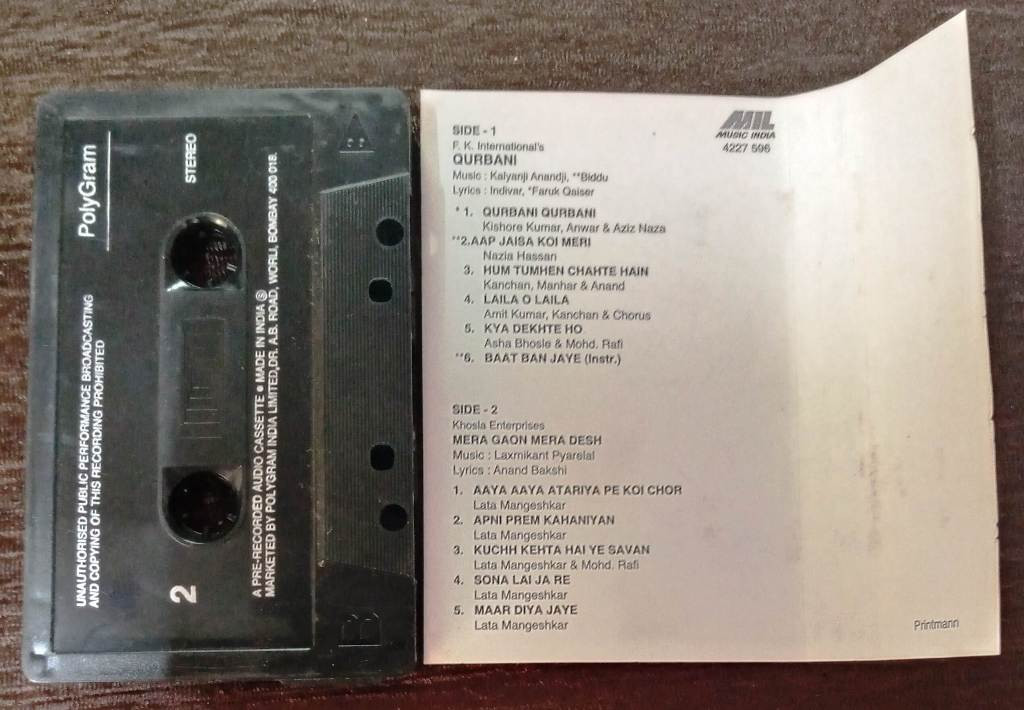 PolyGram
STEREO
UNAUTHORISED PUBLIC PERFORMANCE BROADCASTING
AND COPYING OF THIS RECORDING PROHIBITED
2
A PRE-RECORDED AUDIO CASSETTE ● MADE IN INDIA Ⓢ
MARKETED BY POLYGRAM INDIA LIMITED,DR. A.B. ROAD, WORLI, BOMBAY 400 018.
A
B
MIL
MUSIC INDIA
4227 596
SIDE - 1
F. K. International's
QURBANI
Music : Kalyanji Anandji, **Biddu
Lyrics : Indivar, *Faruk Qaiser
* 1. QURBANI QURBANI
Kishore Kumar, Anwar & Aziz Naza
**2.AAP JAISA KOI MERI
Nazia Hassan
3. HUM TUMHEN CHAHTE HAIN
Kanchan, Manhar & Anand
4. LAILA O LAILA
Amit Kumar, Kanchan & Chorus
5. KYA DEKHTE HO
Asha Bhosle & Mohd. Rafi
**6. BAAT BAN JAYE (Instr.)
SIDE - 2
Khosla Enterprises
MERA GAON MERA DESH
Music : Laxmikant Pyarelal
Lyrics : Anand Bakshi
1. AAYA AAYA ATARIYA PE KOI CHOR
Lata Mangeshkar
2. APNI PREM KAHANIYAN
Lata Mangeshkar
3. KUCHH KEHTA HAI YE SAVAN
Lata Mangeshkar & Mohd. Rafi
4. SONA LAI JA RE
Lata Mangeshkar
5. MAAR DIYA JAYE
Lata Mangeshkar
Printmann